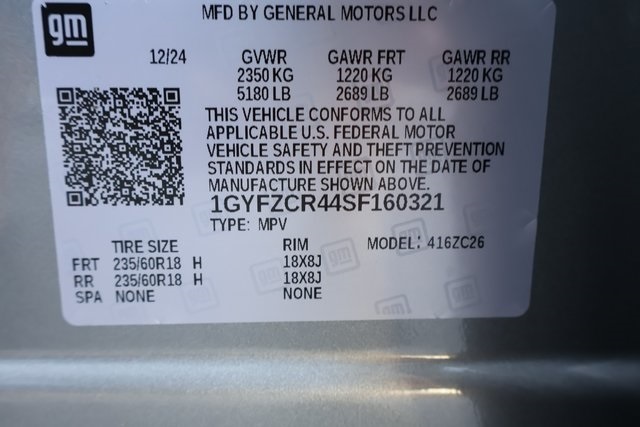 gm
MFD BY GENERAL MOTORS LLC
12/24 GVWR GAWR FRT GAWR RR
2350 KG 1220 KG 1220 KG
5180 LB 2689 LB 2689 LB
THIS VEHICLE CONFORMS TO ALL
APPLICABLE U.S. FEDERAL MOTOR
VEHICLE SAFETY AND THEFT PREVENTION
STANDARDS IN EFFECT ON THE DATE OF
MANUFACTURE SHOWN ABOVE.
1GYFZCR44SF160321
TYPE: MPV
TIRE SIZE RIM MODEL: 416ZC26
FRT 235/60R18 H 18X8J
RR 235/60R18 H 18X8J
SPA NONE NONE